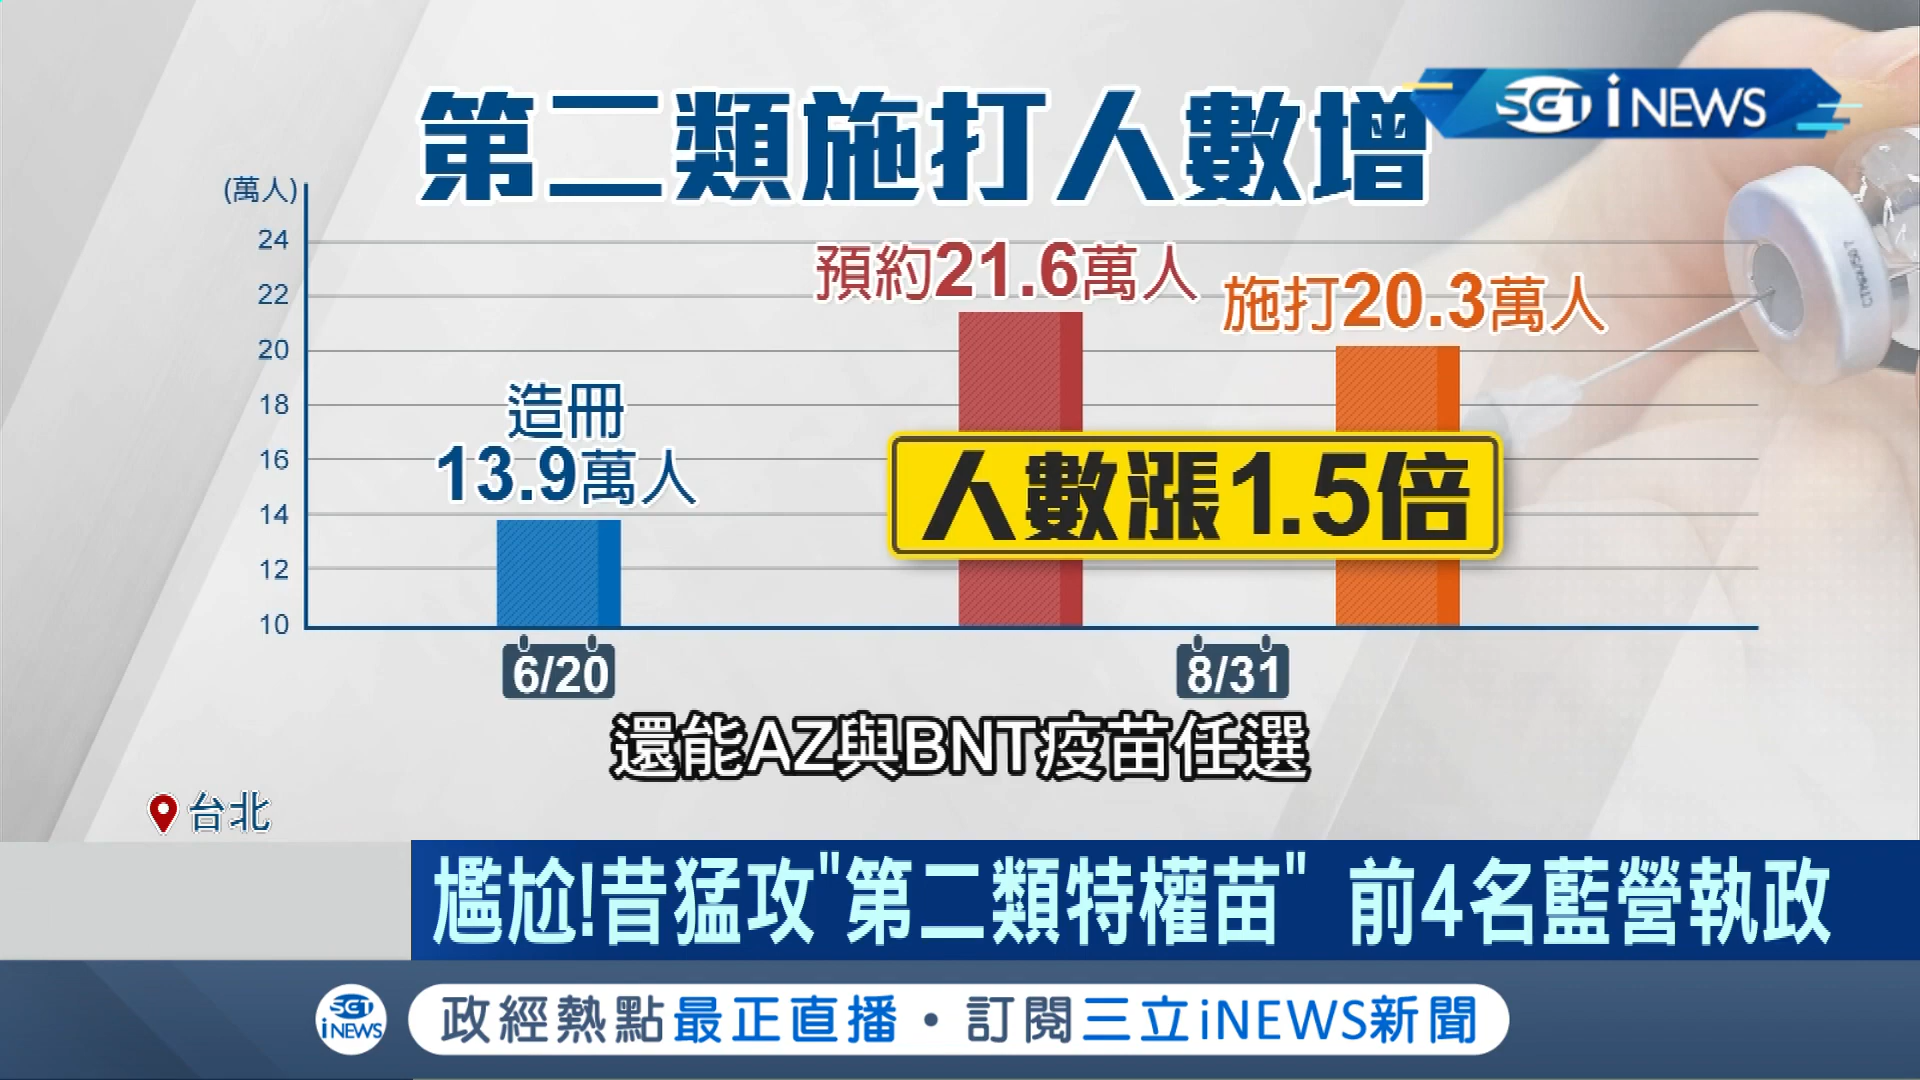 第二類施打人數增
SET iNEWS
(萬人)
24
22
20
18
16
14
12
10
預約21.6萬人
施打20.3萬人
造冊
13.9萬人
人數漲1.5倍
6/20
8/31
還能AZ與BNT疫苗任選
台北
尷尬!昔猛攻"第二類特權苗" 前4名藍營執政
SET iNEWS
政經熱點最正直播・訂閱三立iNEWS新聞